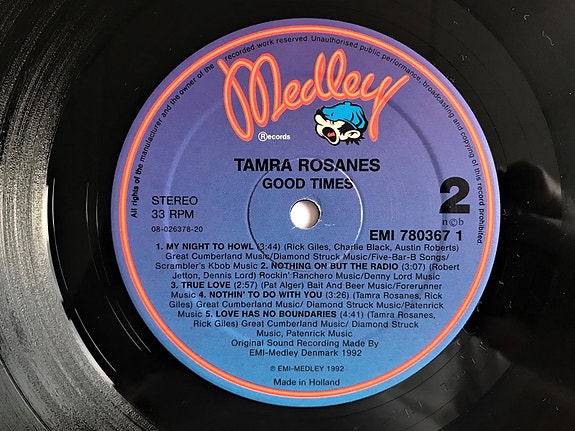 All rights of the manufacturer and the owner of the recorded work reserved. Unauthorised public performance, broadcasting and copying of this record prohibited.
Medley
Records
TAMRA ROSANES
GOOD TIMES
STEREO
33 RPM
08-026378-20
2
n©b
EMI 780367 1
1. MY NIGHT TO HOWL (3:44) (Rick Giles, Charlie Black, Austin Roberts)
Great Cumberland Music/Diamond Struck Music/Five-Bar-B Songs/
Scrambler's Kbob Music 2. NOTHING ON BUT THE RADIO (3:07) (Robert
Jetton, Dennis Lord) Rockin' Ranchero Music/Denny Lord Music
3. TRUE LOVE (2:57) (Pat Alger) Bait And Beer Music/Forerunner
Music 4. NOTHIN' TO DO WITH YOU (3:26) (Tamra Rosanes, Rick
Giles) Great Cumberland Music/ Diamond Struck Music/Patenrick
Music 5. LOVE HAS NO BOUNDARIES (4:41) (Tamra Rosanes,
Rick Giles) Great Cumberland Music/ Diamond Struck
Music, Patenrick Music
Original Sound Recording Made By
EMI-Medley Denmark 1992
℗ EMI-MEDLEY 1992
Made in Holland